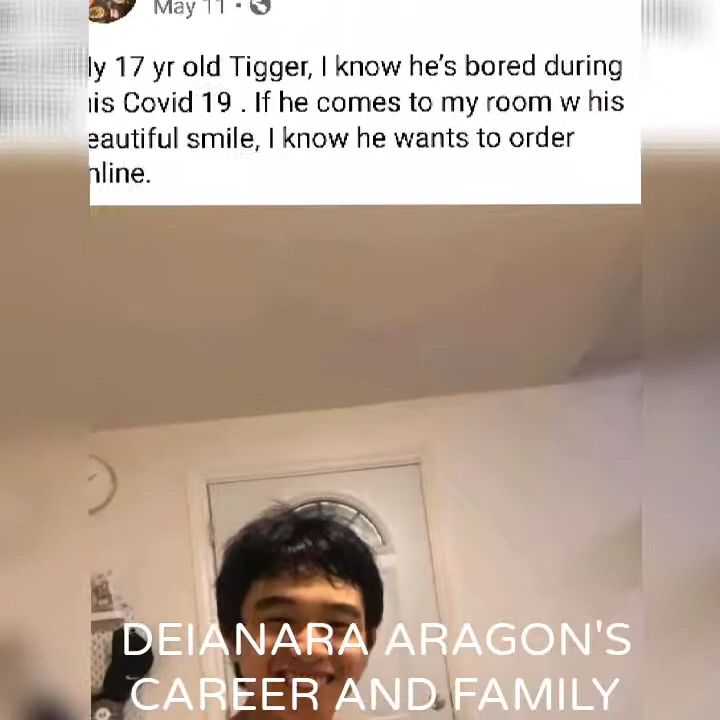 May 11
ly 17 yr old Tigger, I know he's bored during
is Covid 19 . If he comes to my room w his
eautiful smile, I know he wants to order
nline.
DEIANARA ARAGON'S
CAREER AND FAMILY